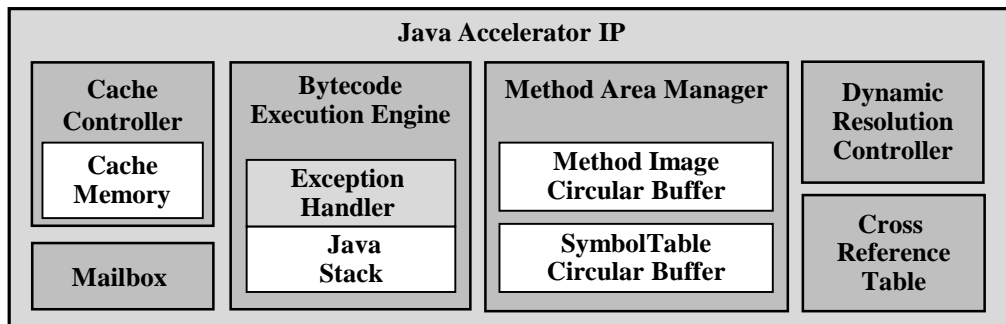 Java Accelerator IP
Cache
Controller
Cache
Memory
Mailbox
Bytecode
Execution Engine
Exception
Handler
Java
Stack
Method Area Manager
Method Image
Circular Buffer
SymbolTable
Circular Buffer
Dynamic
Resolution
Controller
Cross
Reference
Table